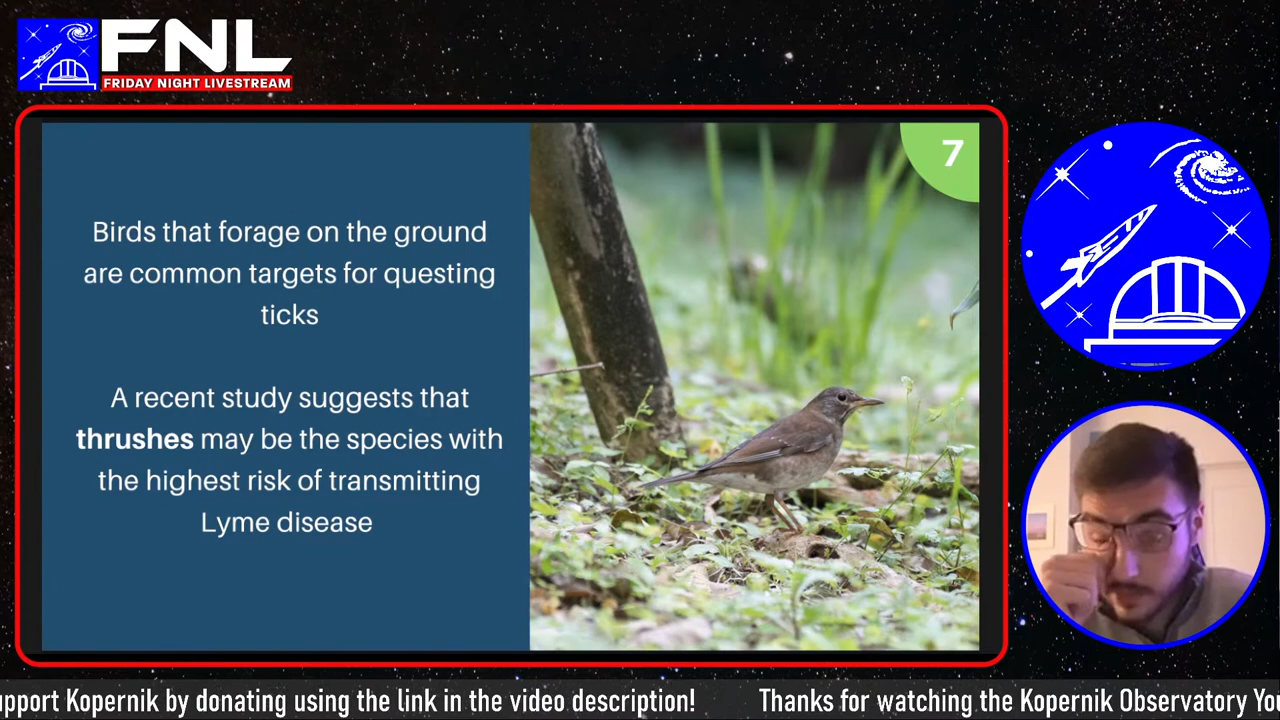 FNL
FRIDAY NIGHT LIVESTREAM
7
Birds that forage on the ground
are common targets for questing
ticks
A recent study suggests that
thrushes may be the species with
the highest risk of transmitting
Lyme disease
pport Kopernik by donating using the link in the video description! Thanks for watching the Kopernik Observatory You